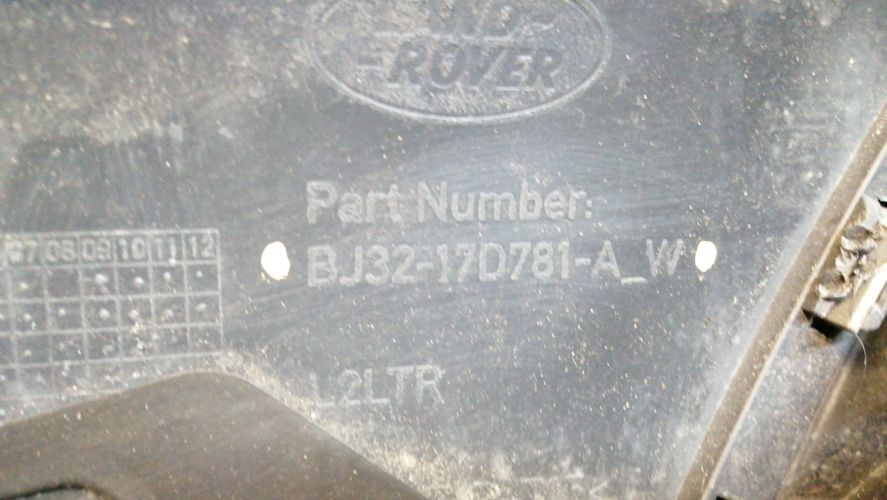 LAND
ROVER
Part Number:
BJ32-17D781-A_W
07 08 09 10 11 12
L2LTR